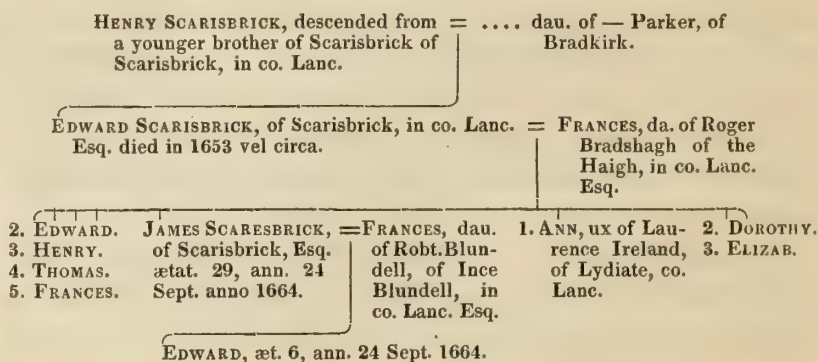 HENRY SCARISBRICK, descended from = .... dau. of — Parker, of
a younger brother of Scarisbrick of
Scarisbrick, in co. Lanc.
Bradkirk.
EDWARD SCARISBRICK, of Scarisbrick, in co. Lanc. = FRANCES, da. of Roger
Esq. died in 1653 vel circa.
Bradshagh of the
Haigh, in co. Lanc.
Esq.
2. EDWARD.
3. HENRY.
4. THOMAS.
5. FRANCES.
JAMES SCARESBRICK, =
of Scarisbrick, Esq.
ætat. 29, ann. 24
Sept. anno 1664.
FRANCES, dau.
of Robt. Blun-
dell, of Ince
Blundell, in
co. Lanc. Esq.
1. ANN, ux of Lau-
rence Ireland,
of Lydiate, co.
Lanc.
2. DOROTHY.
3. ELIZAB.
EDWARD, æt. 6, ann. 24 Sept. 1664.